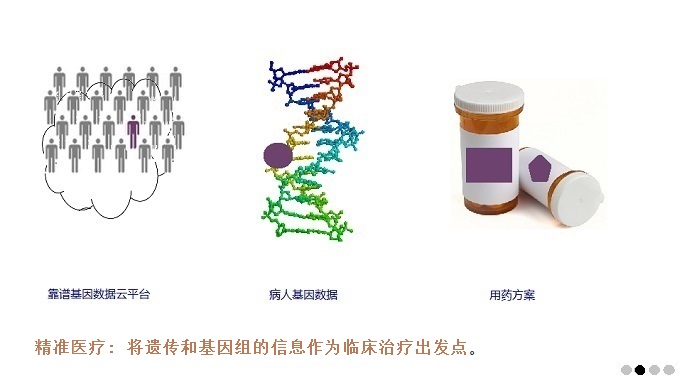 靠谱基因数据云平台
病人基因数据
用药方案
精准医疗：将遗传和基因组的信息作为临床治疗出发点。